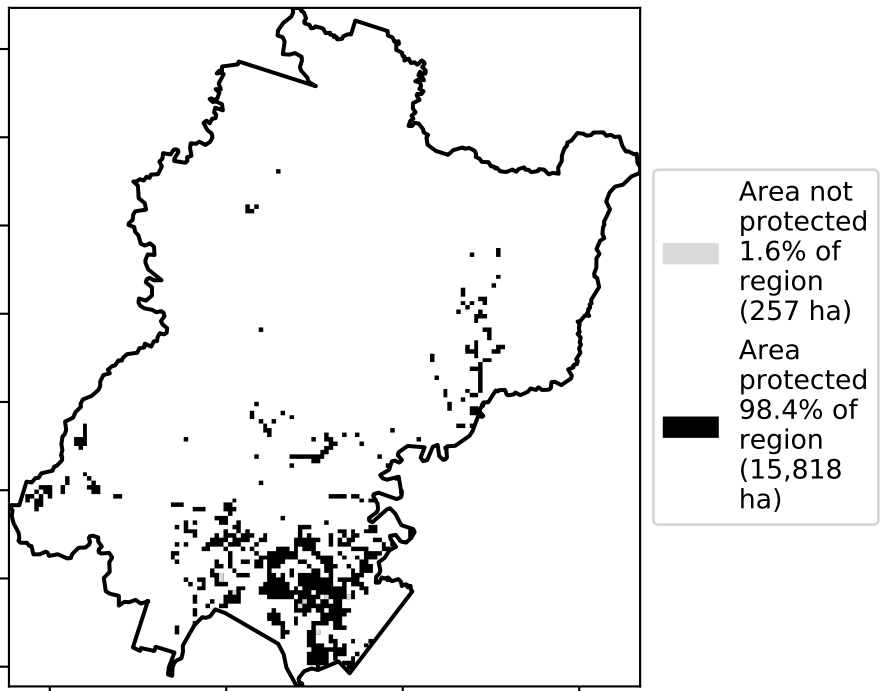 Area not
protected
1.6% of
region
(257 ha)
Area
protected
98.4% of
region
(15,818
ha)